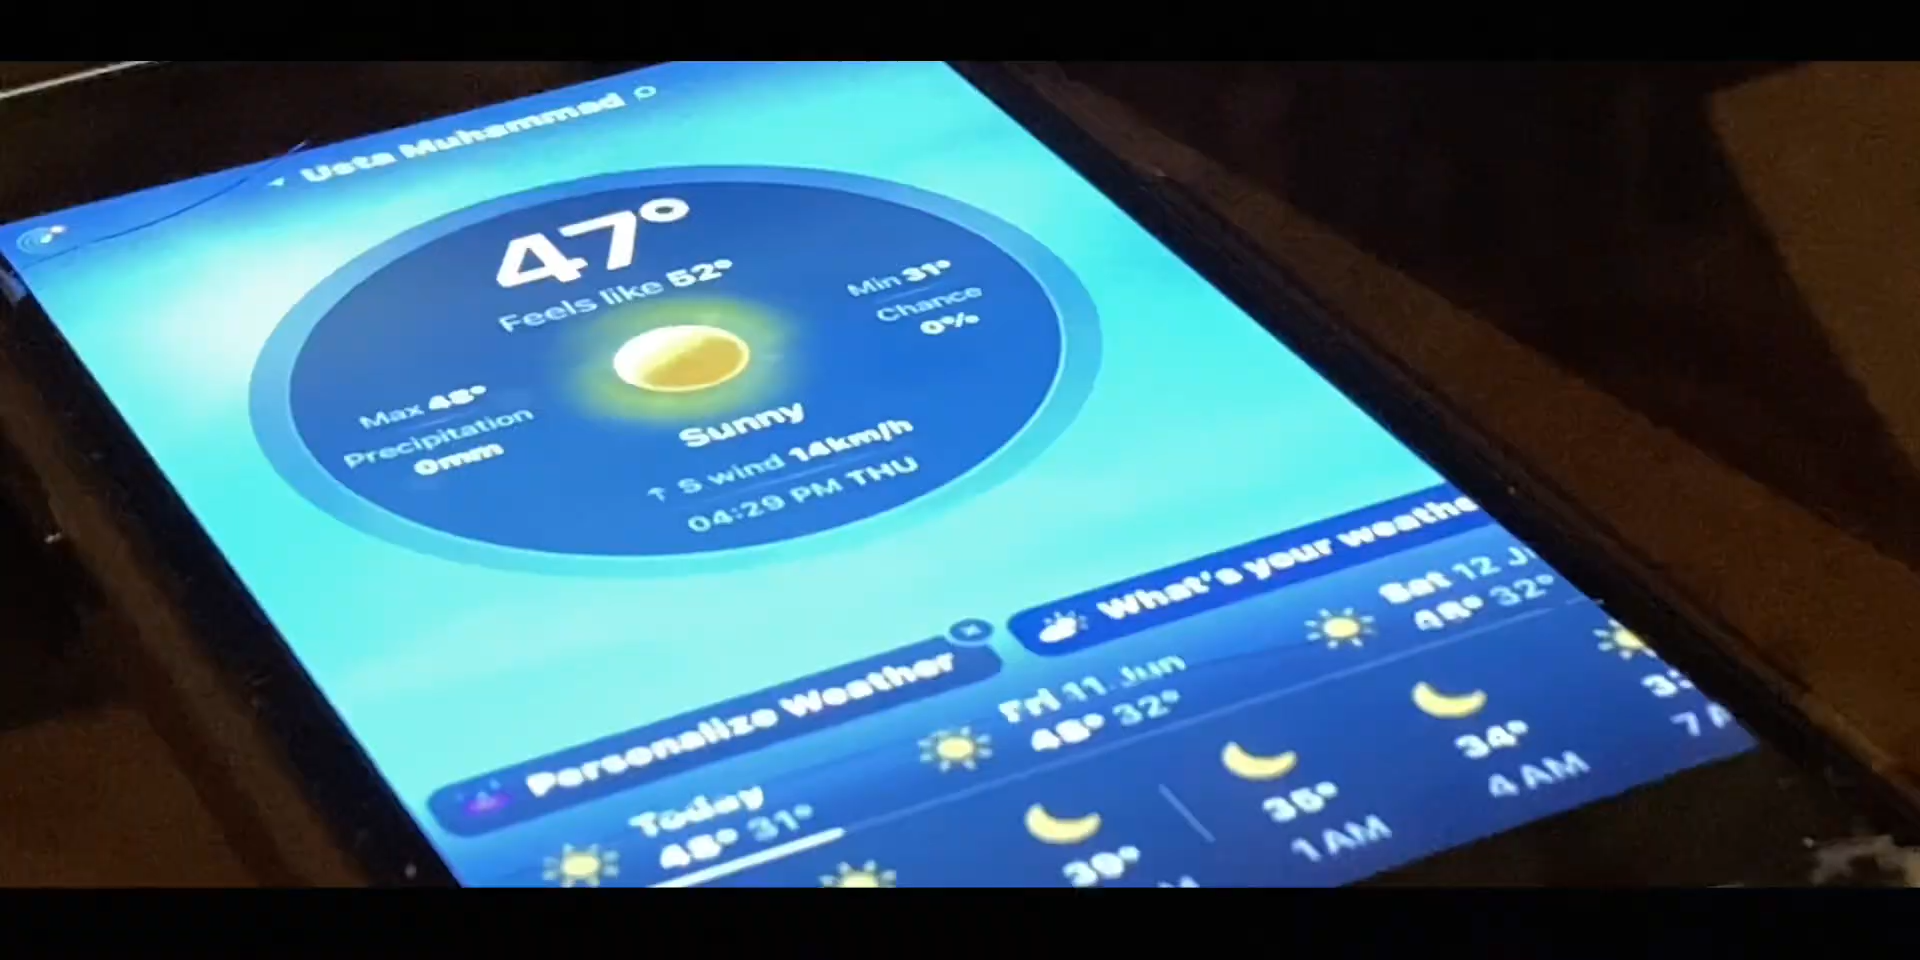 Usta Muhammad
47°
Feels like 52°
Min 31°
Chance
0%
Max 48°
Precipitation
0mm
Sunny
↑ S wind 14km/h
04:29 PM THU
Personalize Weather
What's your weathe
Today
48° 31°
Fri 11 Jun
48° 32°
Sat 12 J
48° 32°
39°
35°
1 AM
34°
4 AM
7 A